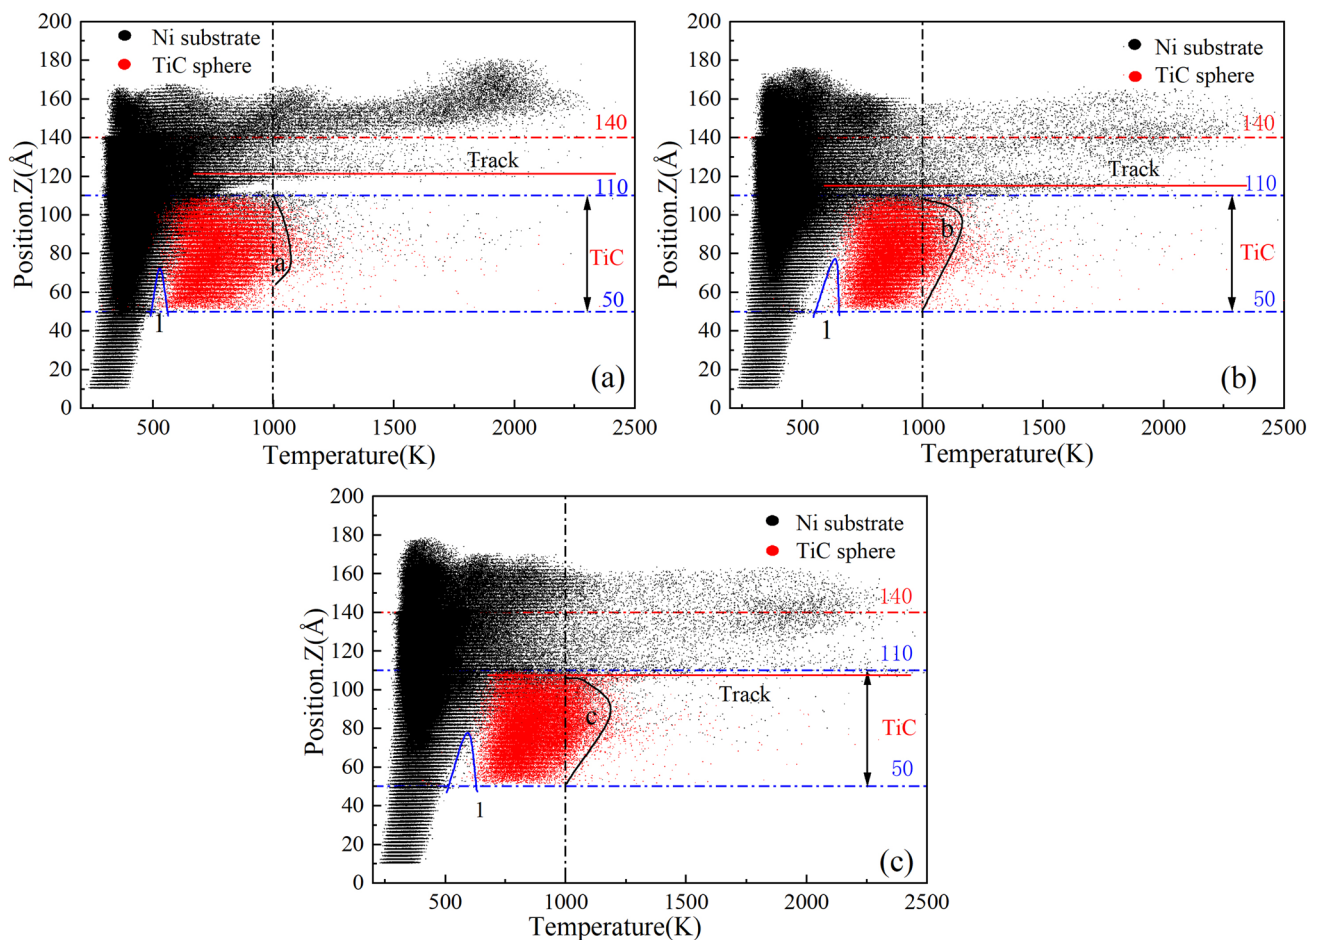 200
180
160
140
120
100
80
60
40
20
0
Position.Z(Å)
Ni substrate
TiC sphere
140
Track
110
a
TiC
50
1
(a)
500
1000
1500
2000
2500
Temperature(K)
200
180
160
140
120
100
80
60
40
20
0
Position.Z(Å)
Ni substrate
TiC sphere
140
Track
110
b
TiC
50
1
(b)
500
1000
1500
2000
2500
Temperature(K)
200
180
160
140
120
100
80
60
40
20
0
Position.Z(Å)
Ni substrate
TiC sphere
140
110
Track
c
TiC
50
1
(c)
500
1000
1500
2000
2500
Temperature(K)